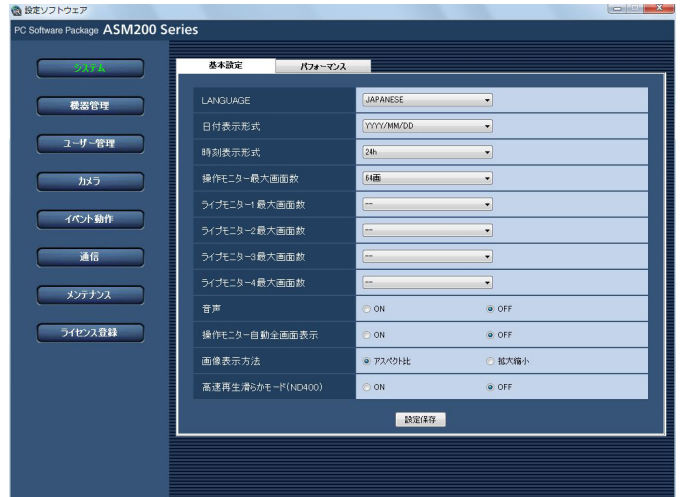 設定ソフトウェア
PC Software Package ASM200 Series
システム
機器管理
ユーザー管理
カメラ
イベント動作
通信
メンテナンス
ライセンス登録
基本設定 パフォーマンス
LANGUAGE JAPANESE
日付表示形式 YYYY/MM/DD
時刻表示形式 24h
操作モニター最大画面数 64画
ライブモニター1最大画面数 --
ライブモニター2最大画面数 --
ライブモニター3最大画面数 --
ライブモニター4最大画面数 --
音声 ON OFF
操作モニター自動全画面表示 ON OFF
画像表示方法 アスペクト比 拡大縮小
高速再生滑らかモード(ND400) ON OFF
設定保存